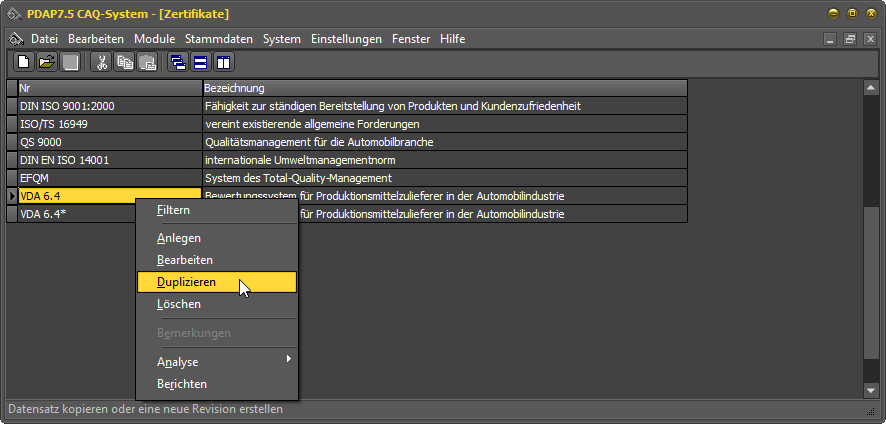 PDAP7.5 CAQ-System - [Zertifikate]
Datei Bearbeiten Module Stammdaten System Einstellungen Fenster Hilfe
Nr Bezeichnung
DIN ISO 9001:2000 Fähigkeit zur ständigen Bereitstellung von Produkten und Kundenzufriedenheit
ISO/TS 16949 vereint existierende allgemeine Forderungen
QS 9000 Qualitätsmanagement für die Automobilbranche
DIN EN ISO 14001 internationale Umweltmanagementnorm
EFQM System des Total-Quality-Management
VDA 6.4 Bewertungssystem für Produktionsmittelzulieferer in der Automobilindustrie
VDA 6.4* für Produktionsmittelzulieferer in der Automobilindustrie
Filtern
Anlegen
Bearbeiten
Duplizieren
Löschen
Bemerkungen
Analyse
Berichten
Datensatz kopieren oder eine neue Revision erstellen